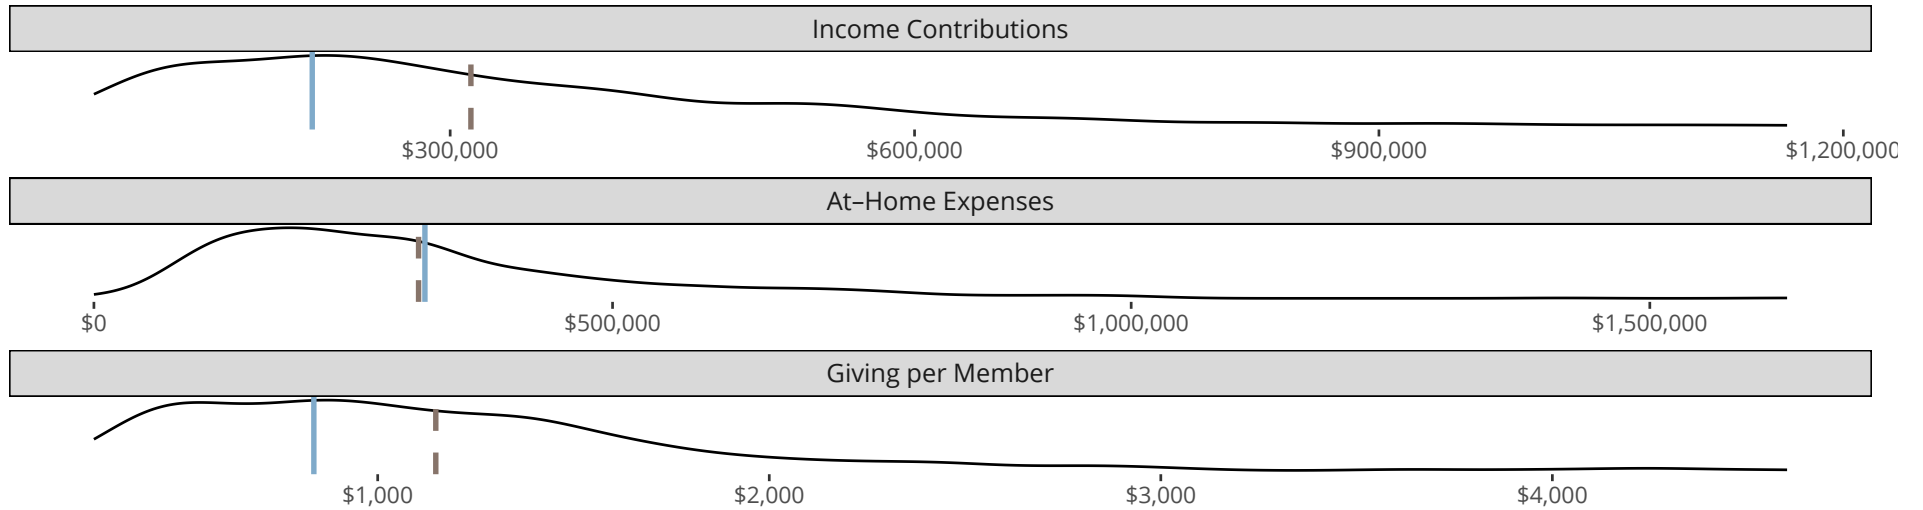 Income Contributions
$300,000 $600,000 $900,000 $1,200,000
At–Home Expenses
$0 $500,000 $1,000,000 $1,500,000
Giving per Member
$1,000 $2,000 $3,000 $4,000